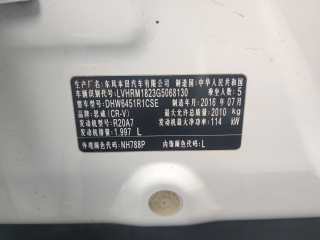 生产厂名:东风本田汽车有限公司 制造国:中华人民共和国
车辆识别代号:LVHRM1823G5068130 乘坐人数:5
整车型号:DHW6451R1CSE 制造年月:2016 年 07月
品牌:思威(CR-V) 最大允许总质量:2010 kg
发动机型号:R20A7 发动机最大净功率:114 kW
发动机排量:1.997 L
外观颜色代号:NH788P 内饰颜色代号:L